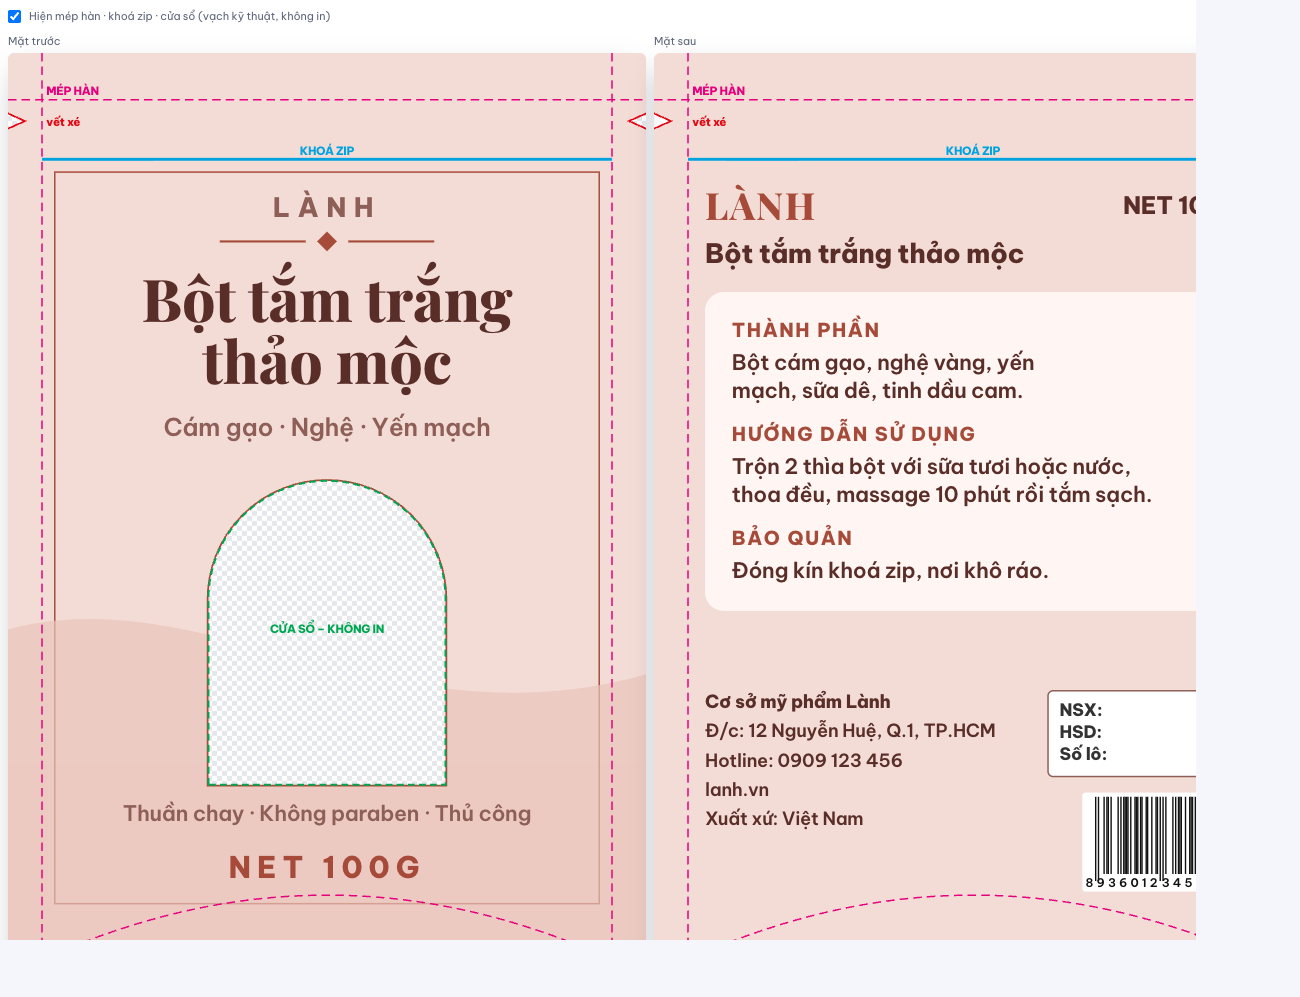 Hiện mép hàn · khoá zip · cửa sổ (vạch kỹ thuật, không in)
Mặt trước
MÉP HÀN
vết xé
KHOÁ ZIP
LÀNH
Bột tắm trắng
thảo mộc
Cám gạo · Nghệ · Yến mạch
CỬA SỔ – KHÔNG IN
Thuần chay · Không paraben · Thủ công
NET 100G
Mặt sau
MÉP HÀN
vết xé
KHOÁ ZIP
LÀNH
NET 10
Bột tắm trắng thảo mộc
THÀNH PHẦN
Bột cám gạo, nghệ vàng, yến
mạch, sữa dê, tinh dầu cam.
HƯỚNG DẪN SỬ DỤNG
Trộn 2 thìa bột với sữa tươi hoặc nước,
thoa đều, massage 10 phút rồi tắm sạch.
BẢO QUẢN
Đóng kín khoá zip, nơi khô ráo.
Cơ sở mỹ phẩm Lành
Đ/c: 12 Nguyễn Huệ, Q.1, TP.HCM
Hotline: 0909 123 456
lanh.vn
Xuất xứ: Việt Nam
NSX:
HSD:
Số lô:
8936012345